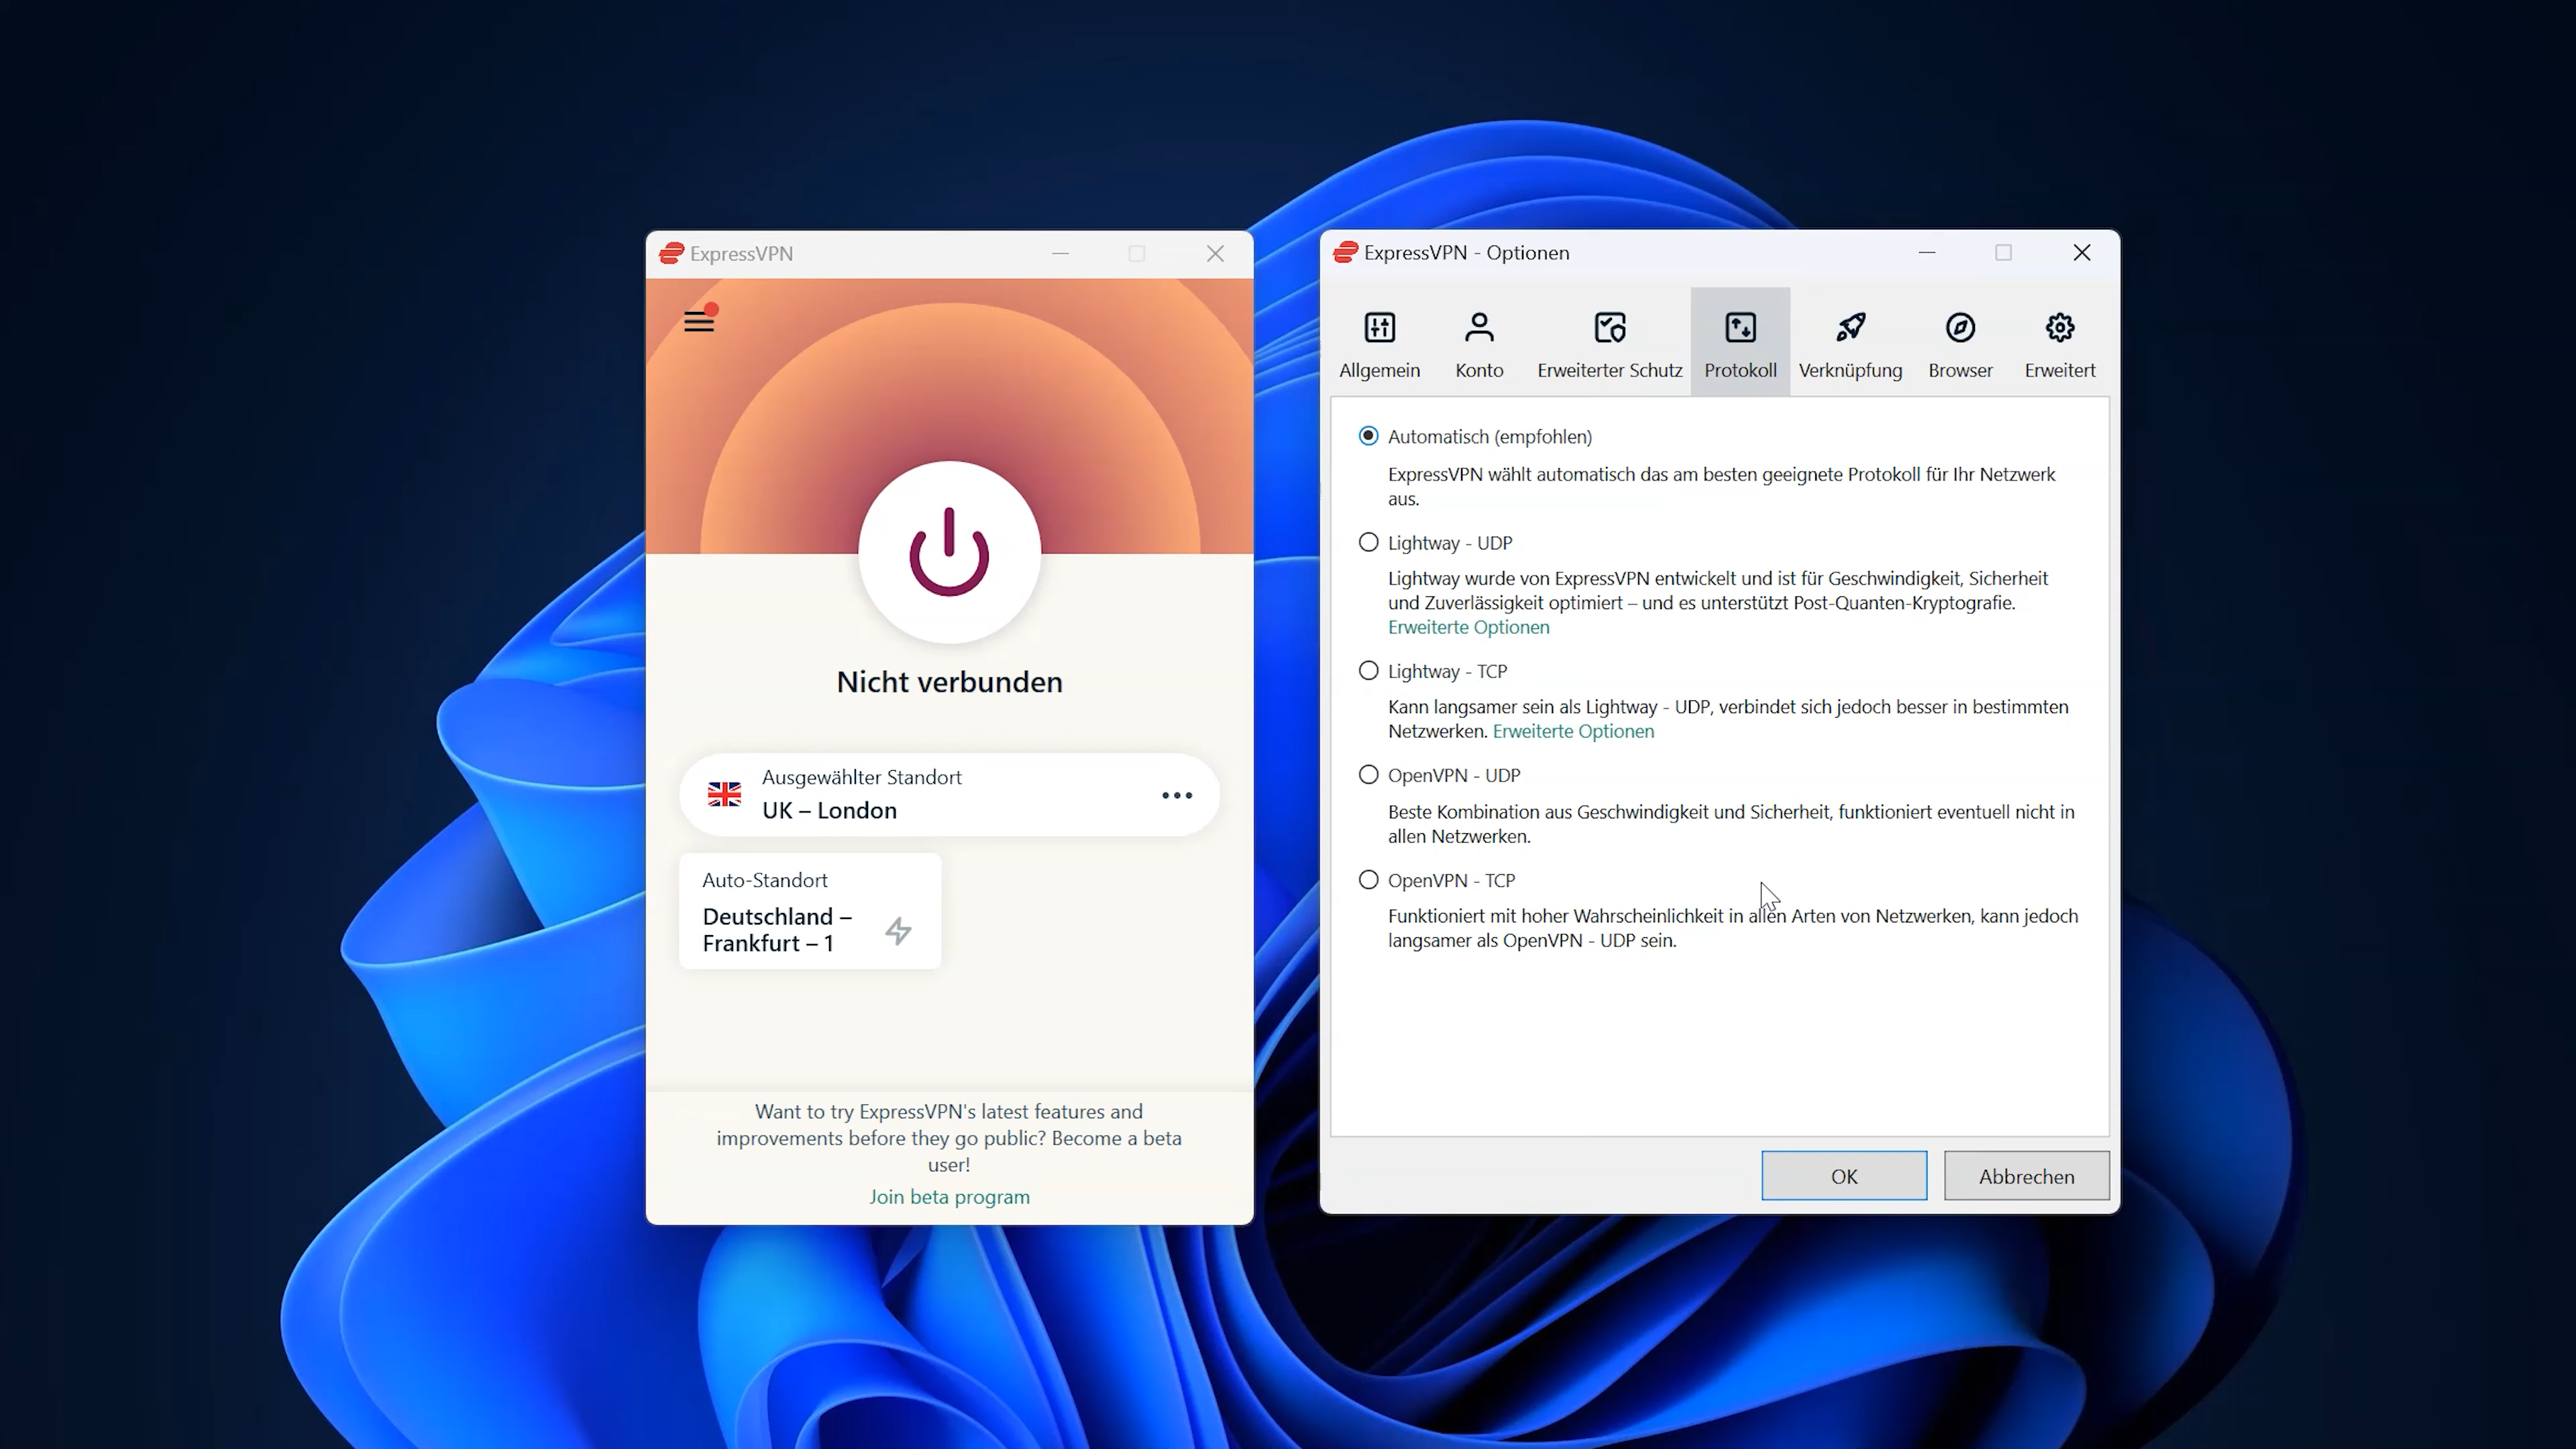 ExpressVPN
Nicht verbunden
Ausgewählter Standort
UK – London
Auto-Standort
Deutschland –
Frankfurt – 1
Want to try ExpressVPN's latest features and
improvements before they go public? Become a beta
user!
Join beta program
ExpressVPN - Optionen
Allgemein Konto Erweiterter Schutz Protokoll Verknüpfung Browser Erweitert
Automatisch (empfohlen)
ExpressVPN wählt automatisch das am besten geeignete Protokoll für Ihr Netzwerk
aus.
Lightway - UDP
Lightway wurde von ExpressVPN entwickelt und ist für Geschwindigkeit, Sicherheit
und Zuverlässigkeit optimiert – und es unterstützt Post-Quanten-Kryptografie.
Erweiterte Optionen
Lightway - TCP
Kann langsamer sein als Lightway - UDP, verbindet sich jedoch besser in bestimmten
Netzwerken. Erweiterte Optionen
OpenVPN - UDP
Beste Kombination aus Geschwindigkeit und Sicherheit, funktioniert eventuell nicht in
allen Netzwerken.
OpenVPN - TCP
Funktioniert mit hoher Wahrscheinlichkeit in allen Arten von Netzwerken, kann jedoch
langsamer als OpenVPN - UDP sein.
OK Abbrechen